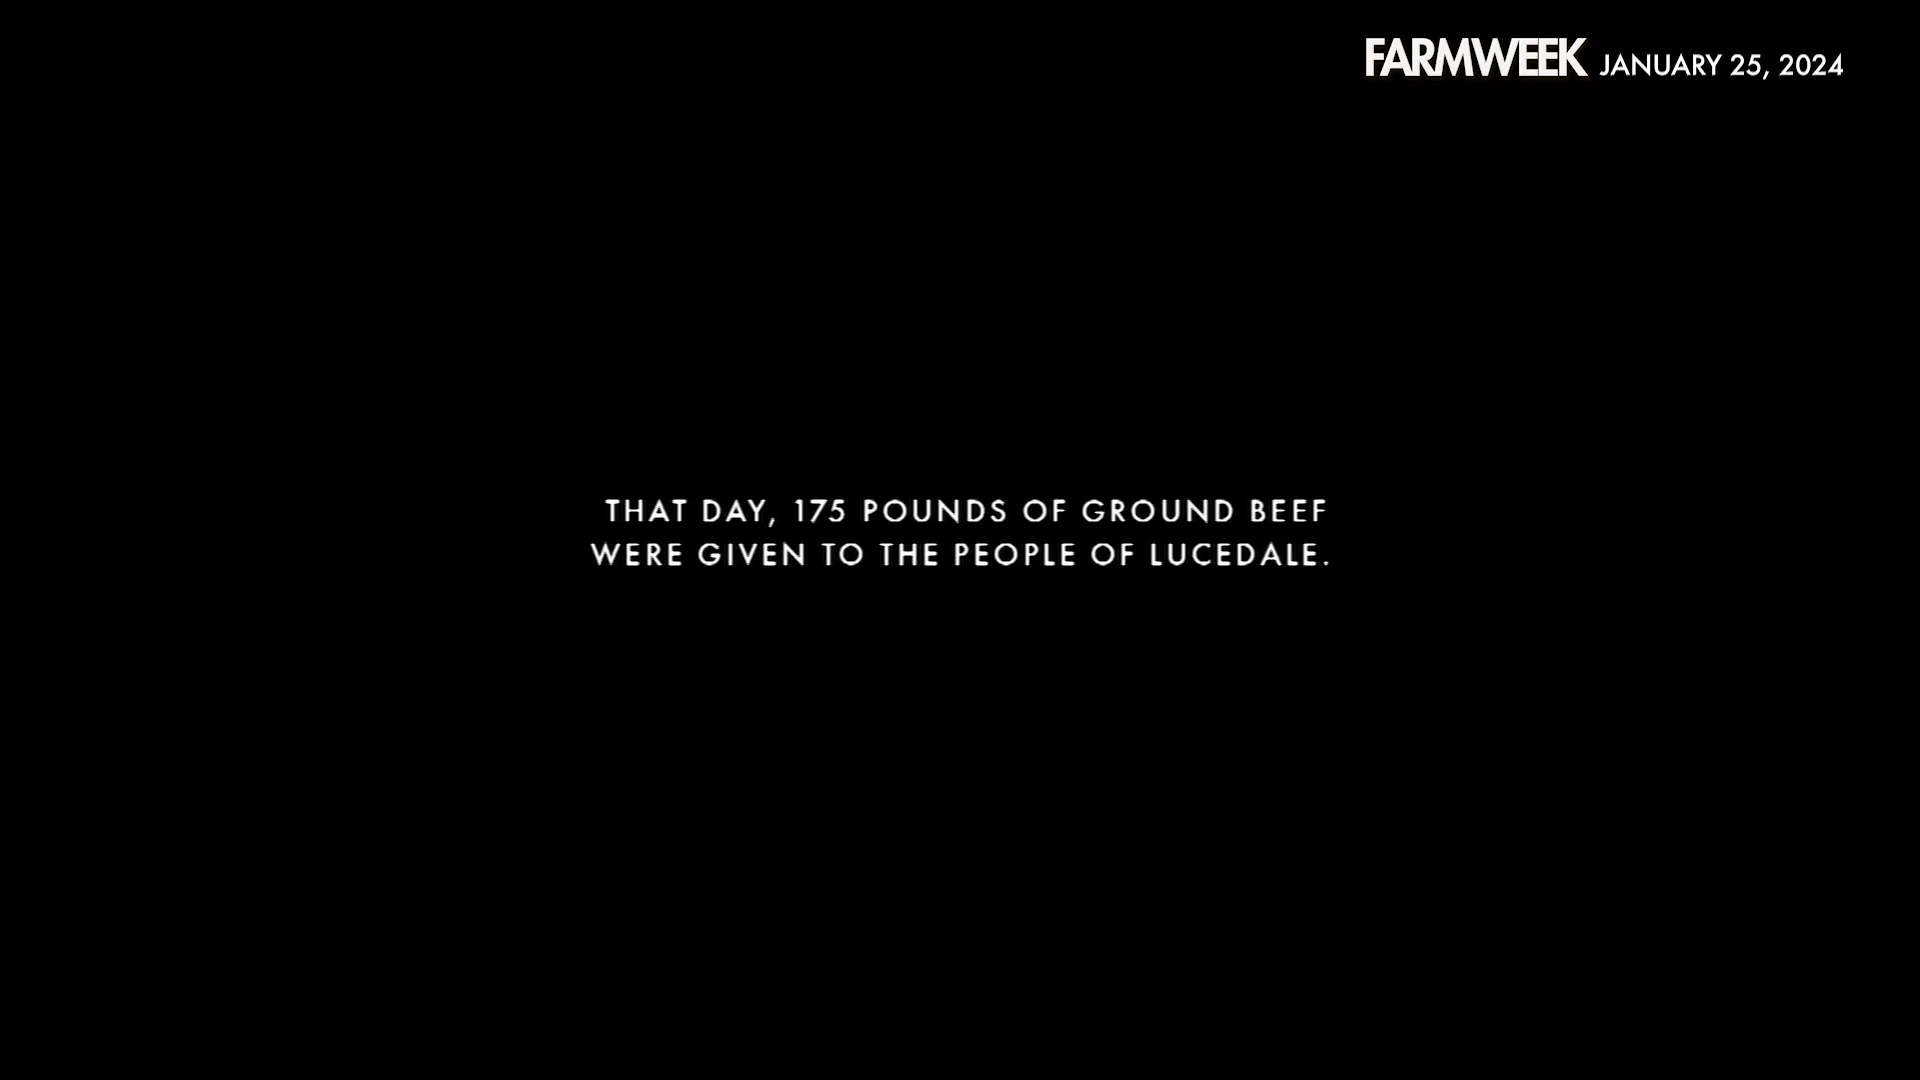 FARMWEEK JANUARY 25, 2024
THAT DAY, 175 POUNDS OF GROUND BEEF
WERE GIVEN TO THE PEOPLE OF LUCEDALE.